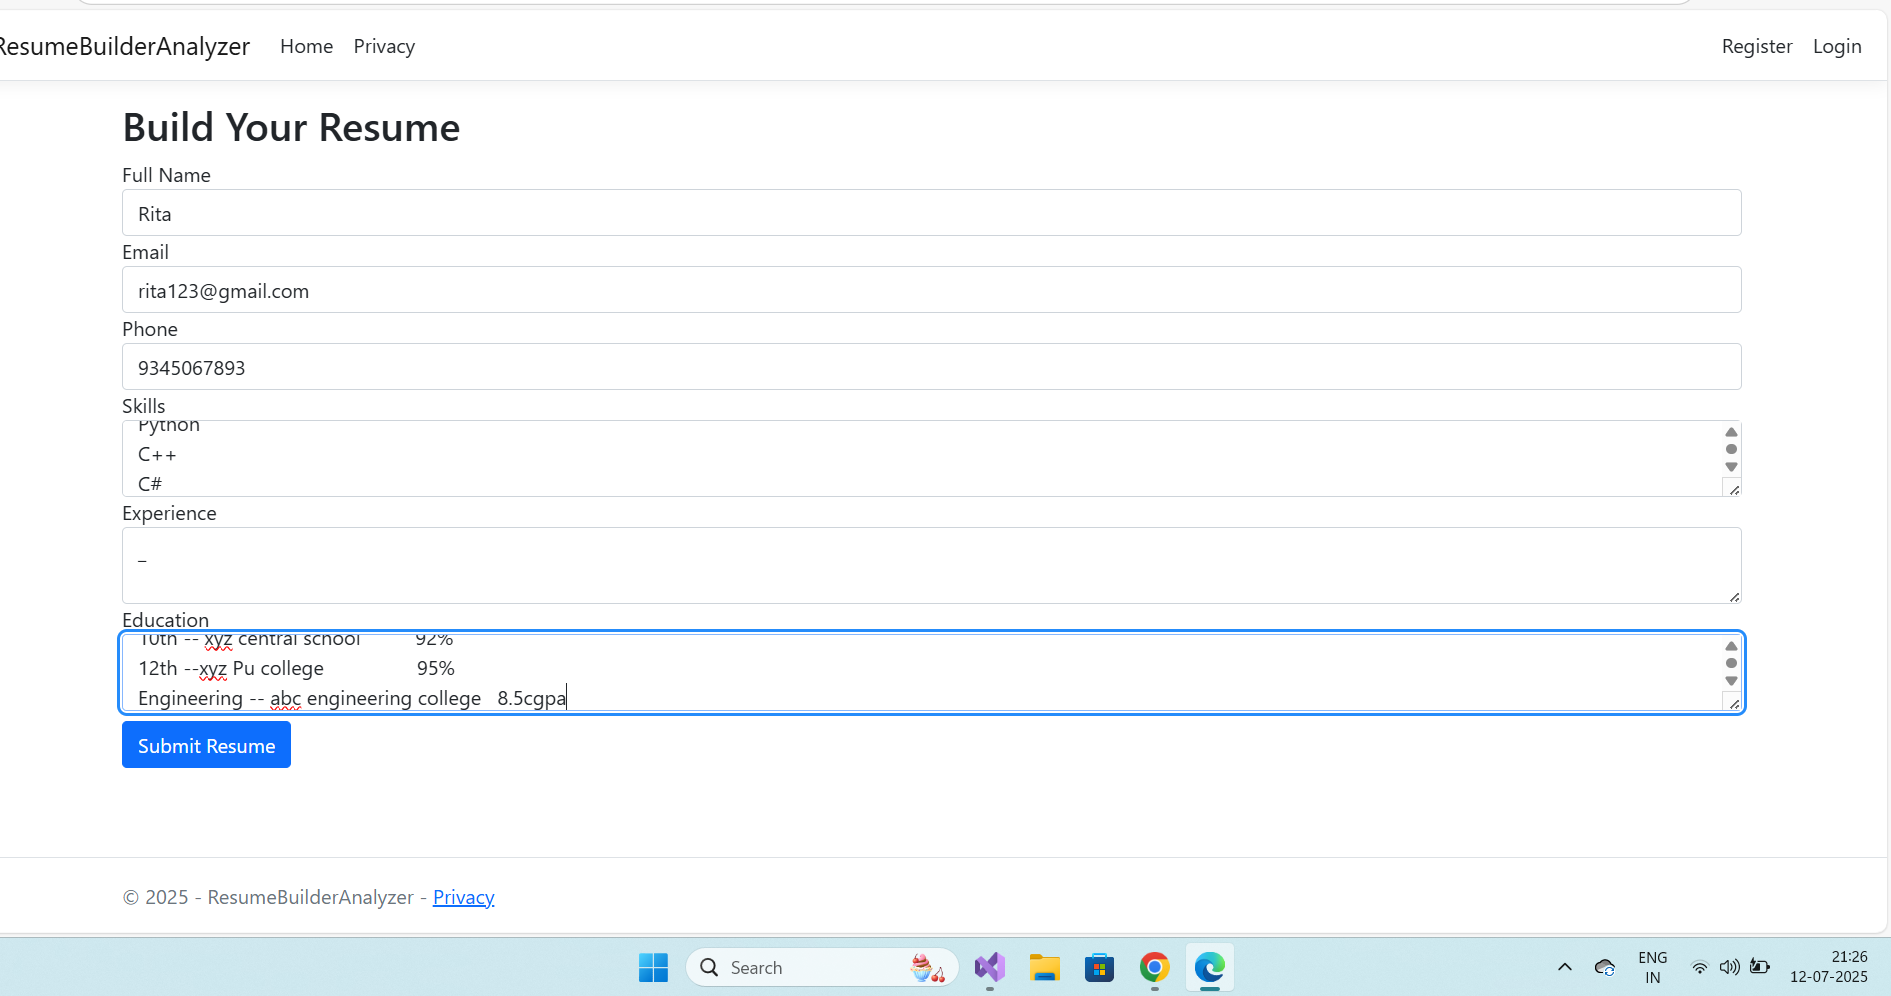 ResumeBuilderAnalyzer Home Privacy Register Login
Build Your Resume
Full Name
Rita
Email
rita123@gmail.com
Phone
9345067893
Skills
Python
C++
C#
Experience
_
Education
10th -- xyz central school 92%
12th --xyz Pu college 95%
Engineering -- abc engineering college 8.5cgpa
Submit Resume
© 2025 - ResumeBuilderAnalyzer - Privacy
Search
ENG
IN
21:26
12-07-2025